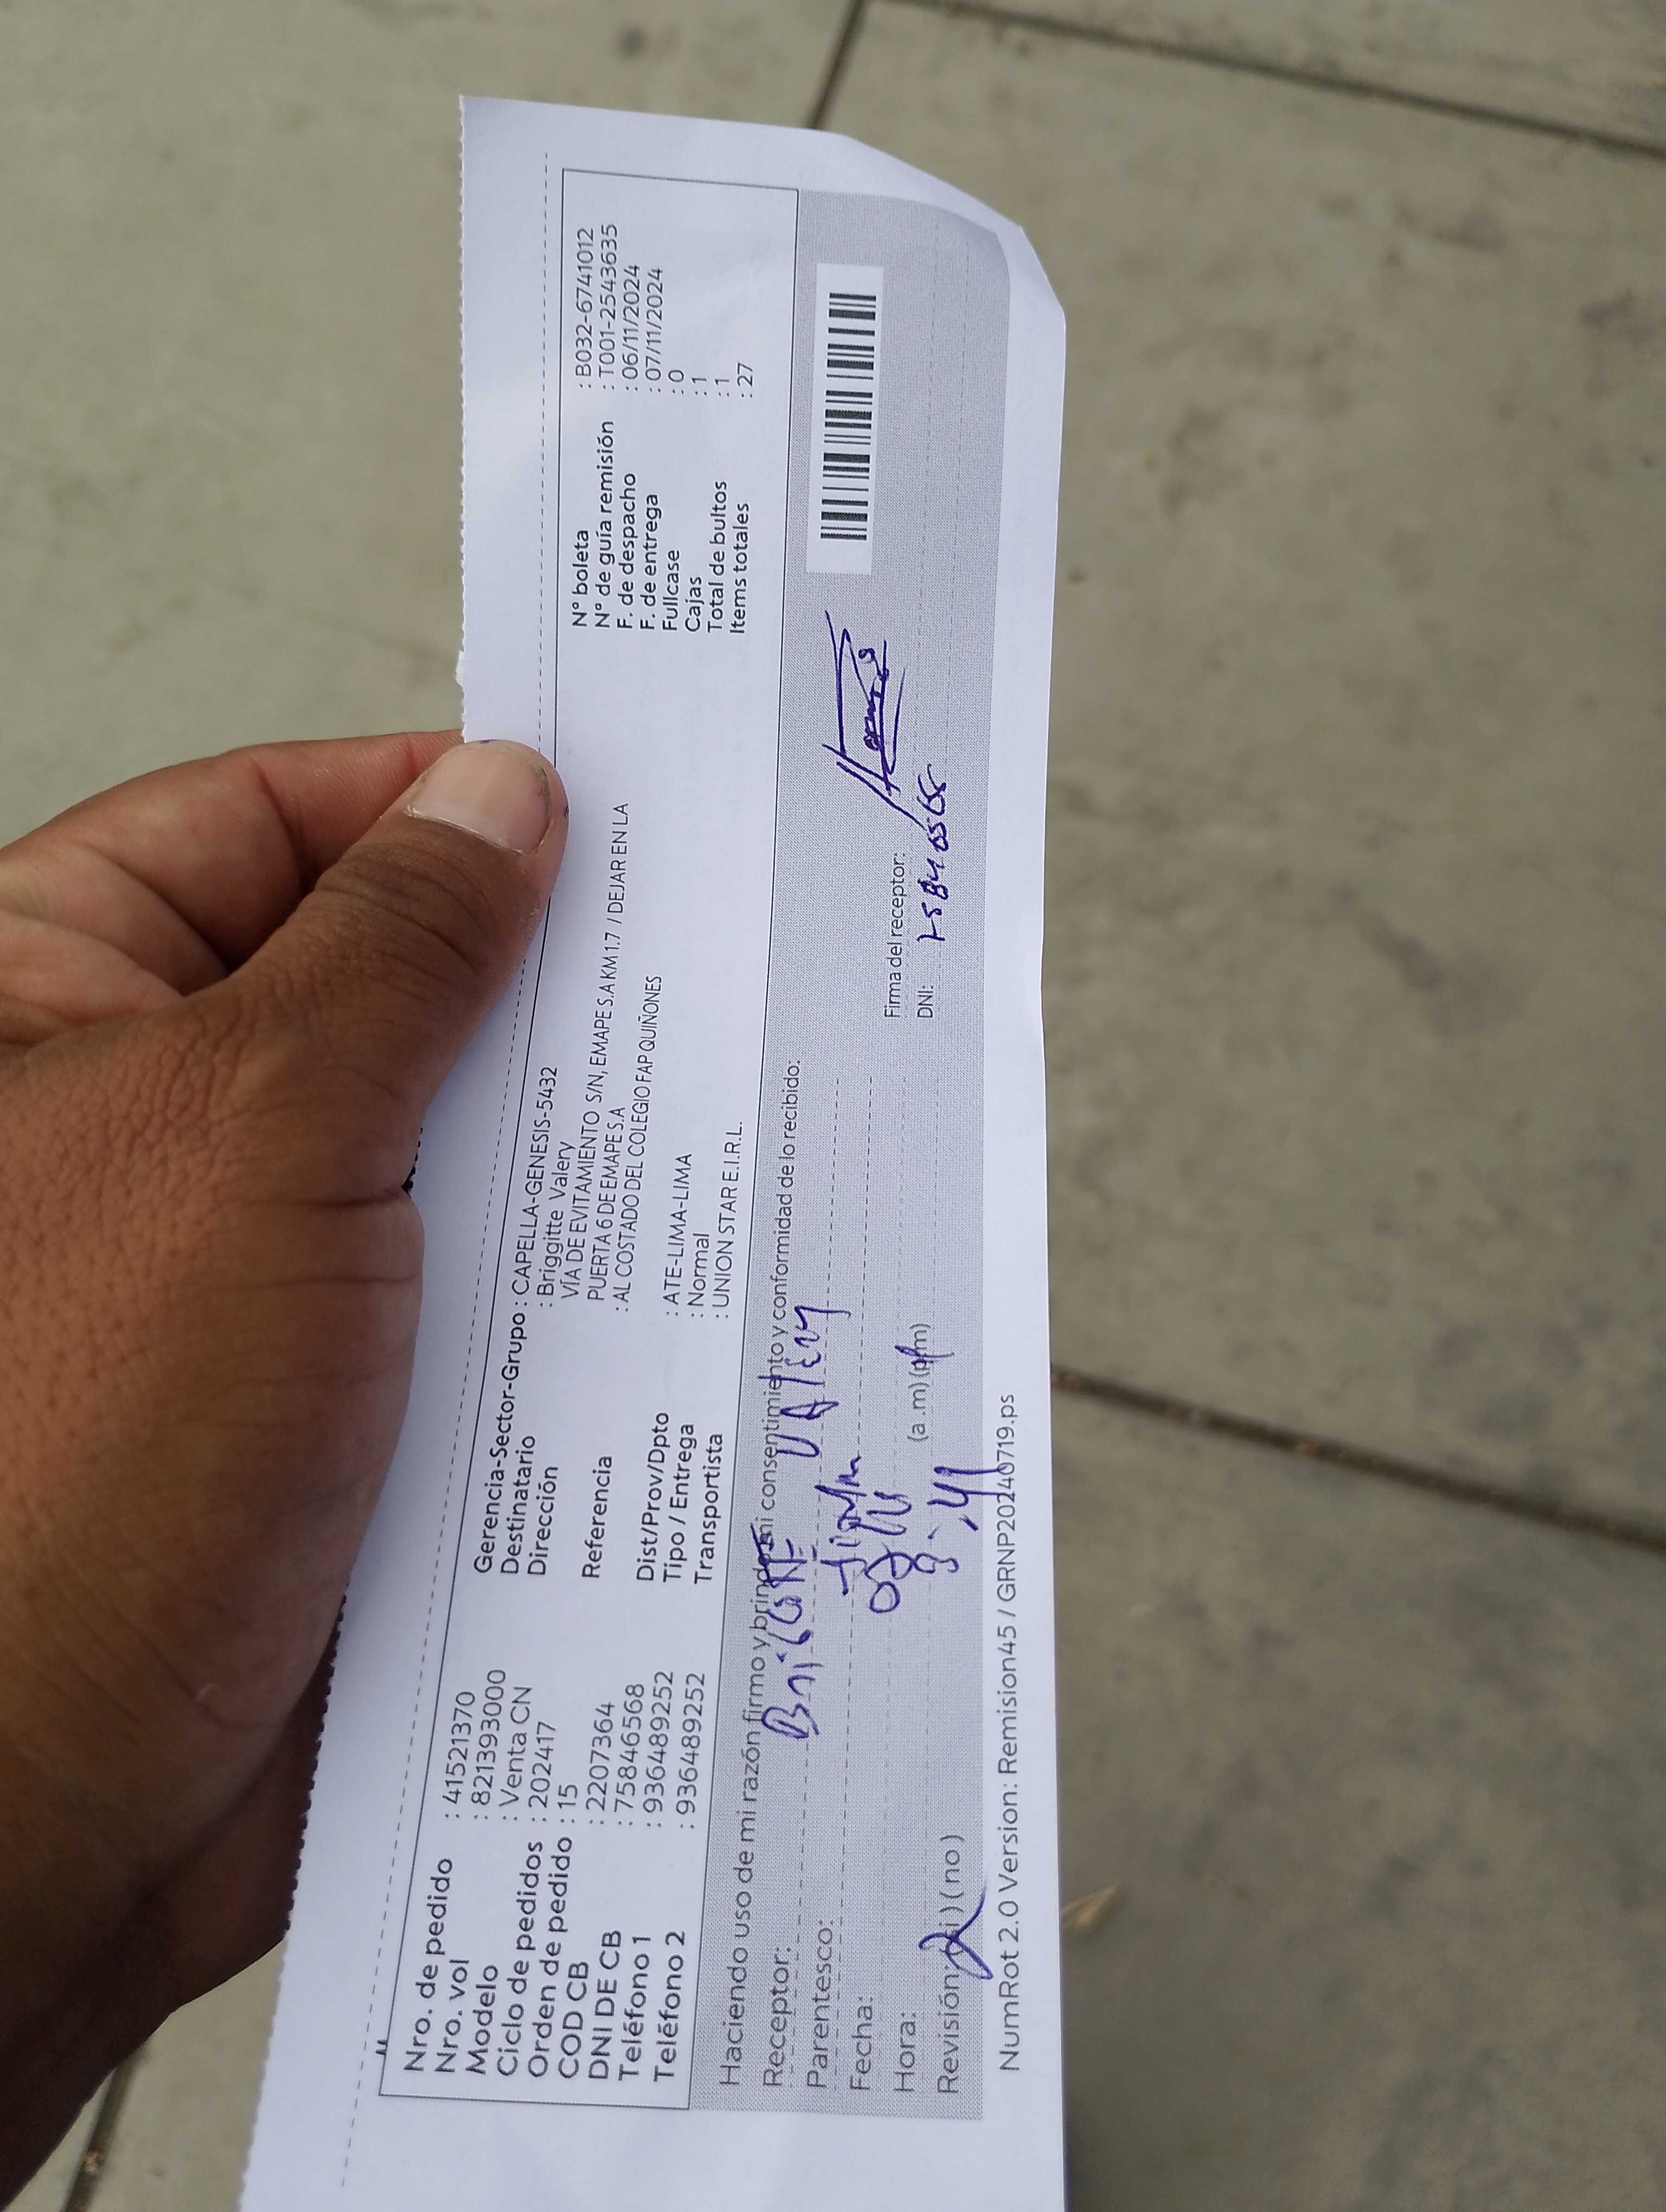 Nro. de pedido : 41521370
Nro. vol : 821393000
Modelo : Venta CN
Ciclo de pedidos : 202417
Orden de pedido : 15
COD CB : 2207364
DNI DE CB : 75846568
Teléfono 1 : 936489252
Teléfono 2 : 936489252
Gerencia-Sector-Grupo : CAPELLA-GENESIS-5432
Destinatario : Briggitte Valery
Dirección VÍA DE EVITAMIENTO S/N, EMAPE S.A KM 1.7 / DEJAR EN LA
PUERTA 6 DE EMAPE S.A
Referencia : AL COSTADO DEL COLEGIO FAP QUIÑONES
Dist/Prov/Dpto : ATE-LIMA-LIMA
Tipo / Entrega : Normal
Transportista : UNION STAR E.I.R.L.
N° boleta : B032-6741012
N° de guía remisión : T001-2543635
F. de despacho : 06/11/2024
F. de entrega : 07/11/2024
Fullcase : 0
Cajas : 1
Total de bultos : 1
Items totales : 27
Haciendo uso de mi razón firmo y brindo mi consentimiento y conformidad de lo recibido:
Receptor: VAlery
Parentesco:
Fecha:
Hora: (a .m) (p.m)
Revisión: (si) (no)
Firma del receptor:
DNI:
NumRot 2.0 Version: Remision45 / GRNP20240719.ps